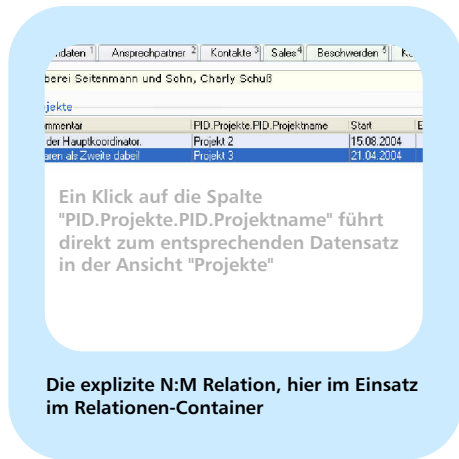 ndaten 1 Ansprechpartner 2 Kontakte 3 Sales 4 Beschwerden 5
berei Seitenmann und Sohn, Charly Schuß
jekte
mmentar PID.Projekte.PID.Projektname Start E
der Hauptkoordinator. Projekt 2 15.08.2004
aren als Zweite dabei! Projekt 3 21.04.2004
Ein Klick auf die Spalte
"PID.Projekte.PID.Projektname" führt
direkt zum entsprechenden Datensatz
in der Ansicht "Projekte"
Die explizite N:M Relation, hier im Einsatz
im Relationen-Container